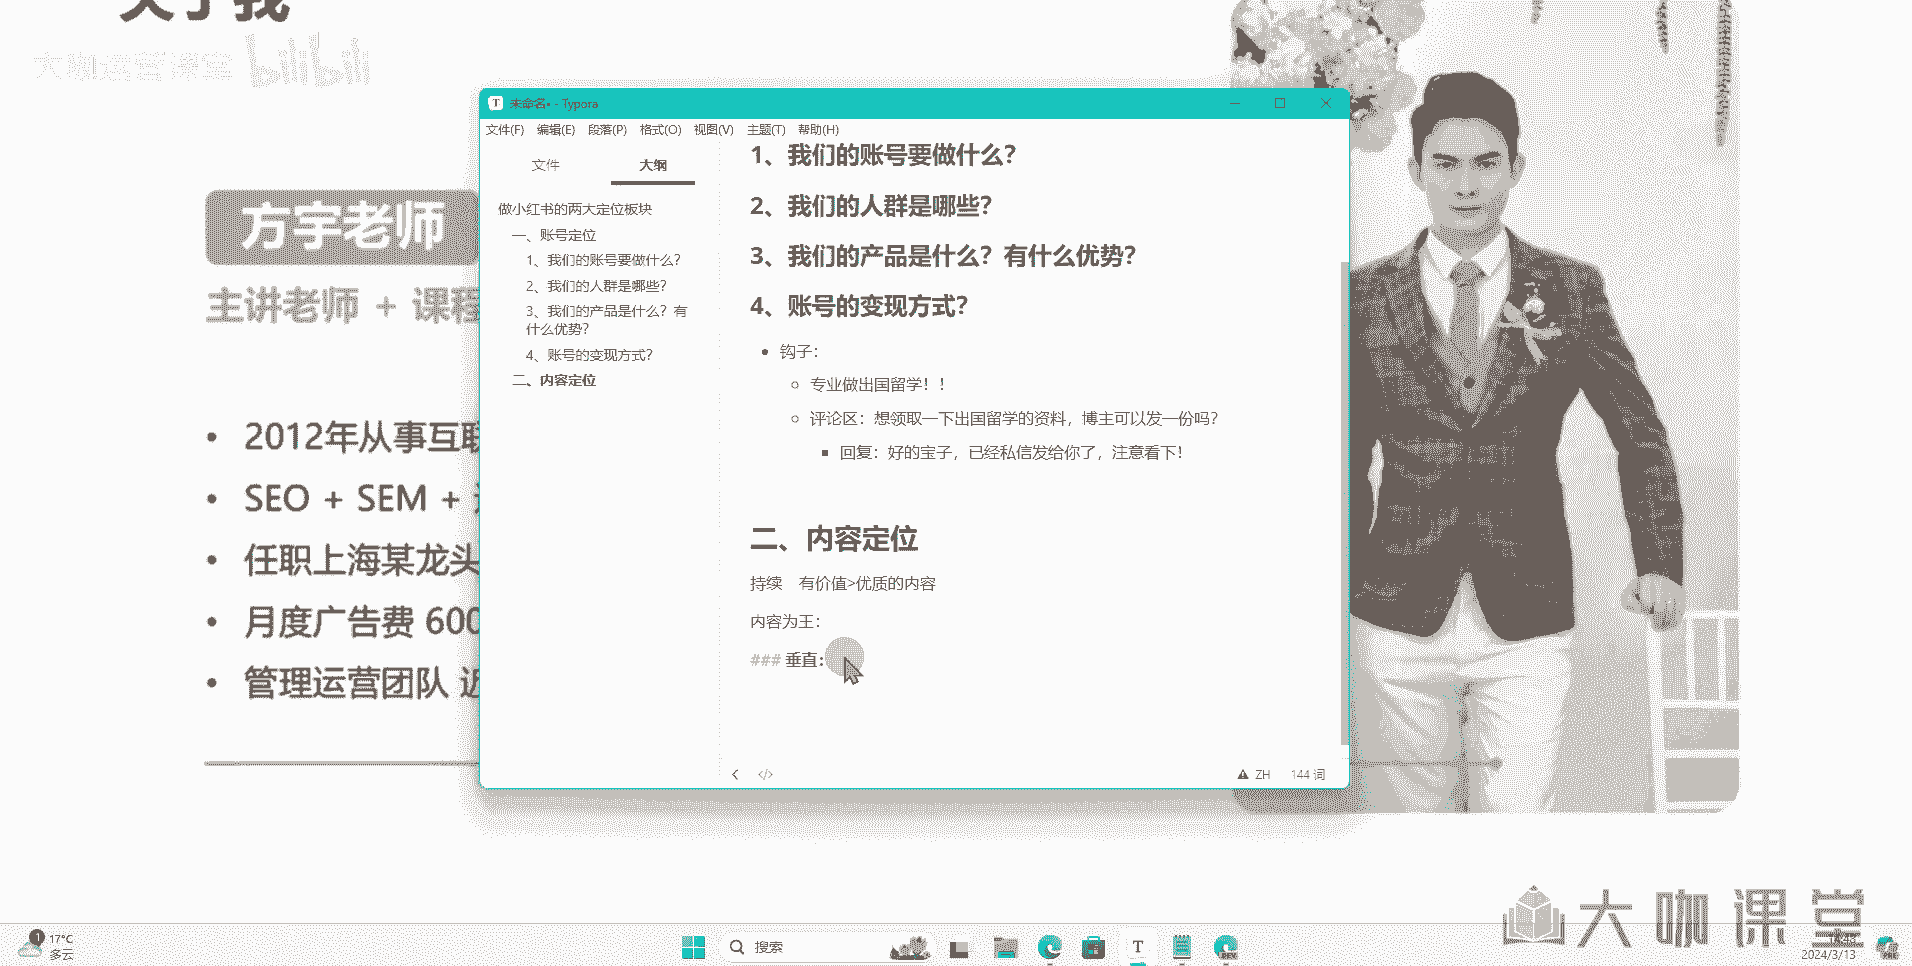 关于我
大咖运营课堂 bilibili
方宇老师
主讲老师 + 课程
• 2012年从事互联
• SEO + SEM +
• 任职上海某龙头
• 月度广告费 600
• 管理运营团队 近
未命名• - Typora
文件(F) 编辑(E) 段落(P) 格式(O) 视图(V) 主题(T) 帮助(H)
文件 大纲
做小红书的两大定位板块
一、账号定位
1、我们的账号要做什么？
2、我们的人群是哪些？
3、我们的产品是什么？有
什么优势？
4、账号的变现方式？
二、内容定位
1、我们的账号要做什么？
2、我们的人群是哪些？
3、我们的产品是什么？有什么优势？
4、账号的变现方式？
• 钩子：
专业做出国留学！！
评论区：想领取一下出国留学的资料，博主可以发一份吗？
回复：好的宝子，已经私信发给你了，注意看下！
二、内容定位
持续 有价值>优质的内容
内容为王：
### 垂直：
</> ZH 144 词
大咖课堂
1 17°C
多云
搜索
2024/3/13